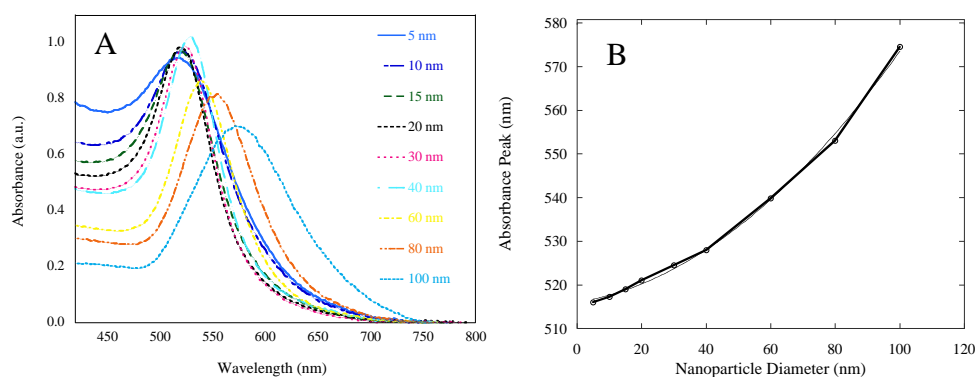 A
Absorbance (a.u.)
1.0
0.8
0.6
0.4
0.2
0.0
450 500 550 600 650 700 750 800
Wavelength (nm)
5 nm
10 nm
15 nm
20 nm
30 nm
40 nm
60 nm
80 nm
100 nm
B
Absorbance Peak (nm)
580
570
560
550
540
530
520
510
0 20 40 60 80 100 120
Nanoparticle Diameter (nm)